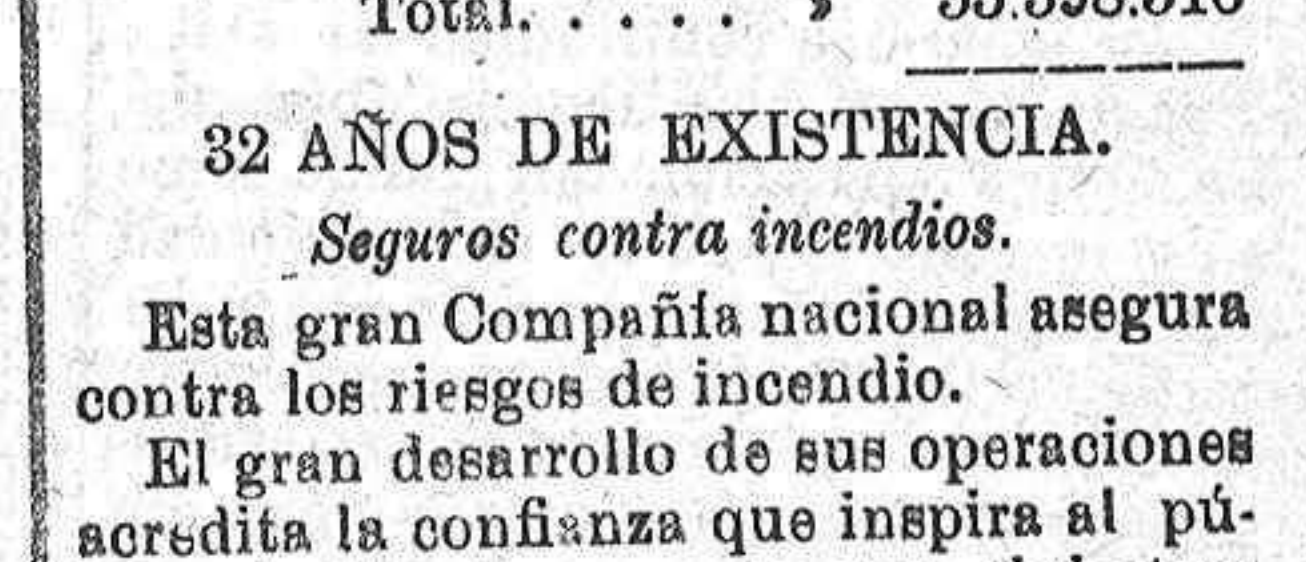 Total. . . . . »
32 AÑOS DE EXISTENCIA.
Seguros contra incendios.
Esta gran Compañía nacional asegura
contra los riesgos de incendio.
El gran desarrollo de sus operaciones
acredita la confianza que inspira al pú-